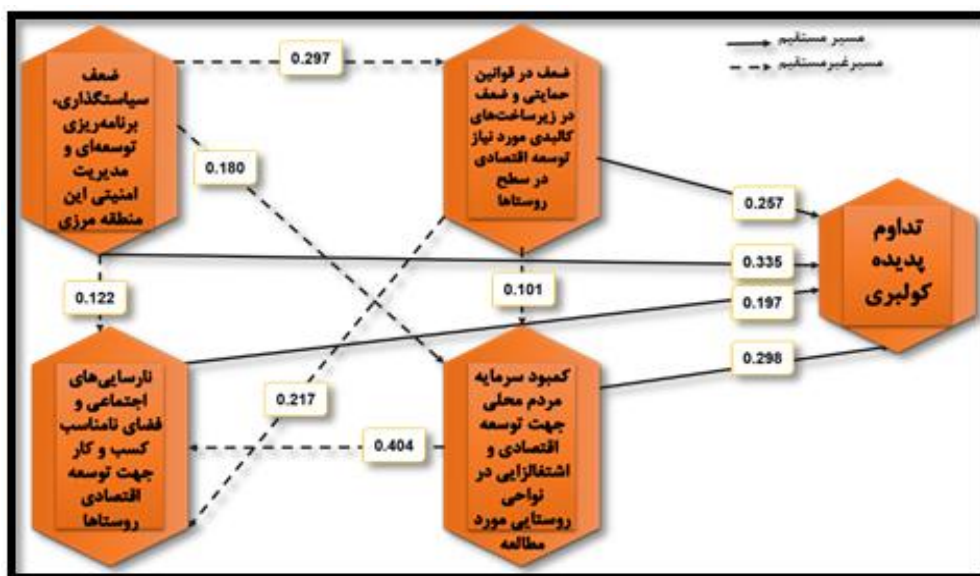 مسیر مستقیم
مسیر غیرمستقیم
ضعف در قوانین
حمایتی و ضعف
در زیرساخت‌های
کالبدی مورد نیاز
توسعه اقتصادی
در سطح
روستاها
0.297
ضعف
سیاستگذاری،
برنامه‌ریزی
توسعه‌ای و
مدیریت
امنیتی این
منطقه مرزی
0.180
0.257
تداوم
پدیده
کولبری
0.335
0.101
0.122
0.197
0.298
کمبود سرمایه
مردم محلی
جهت توسعه
اقتصادی و
اشتغالزایی در
نواحی
روستایی مورد
مطالعه
0.217
0.404
نارسایی‌های
اجتماعی و
فضای نامناسب
کسب و کار
جهت توسعه
اقتصادی
روستاها